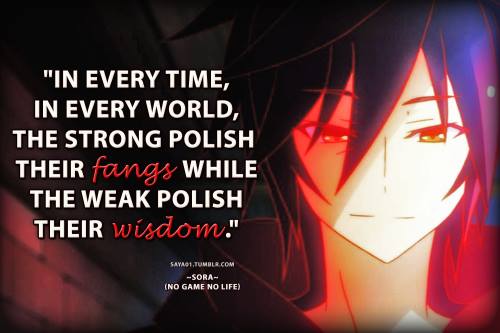 "IN EVERY TIME,
IN EVERY WORLD,
THE STRONG POLISH
THEIR fangs WHILE
THE WEAK POLISH
THEIR wisdom."
SAYA01.TUMBLR.COM
~SORA~
(NO GAME NO LIFE)